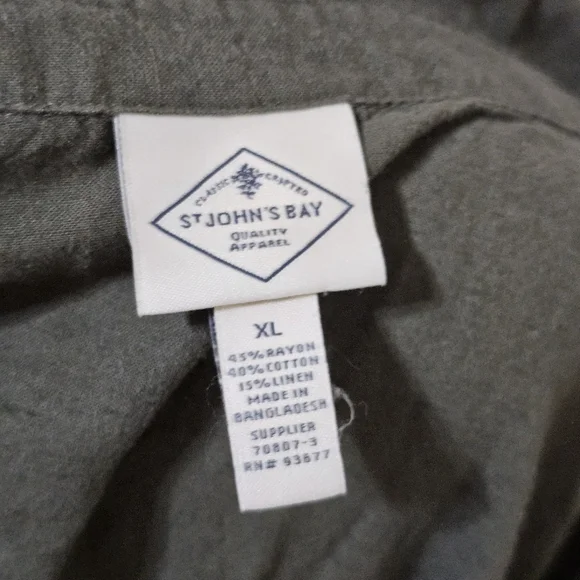 CLASSIC CRAFTED
ST JOHN'S BAY
QUALITY
APPAREL
XL
45% RAYON
40% COTTON
15% LINEN
MADE IN
BANGLADESH
SUPPLIER
70807-3
RN# 93677